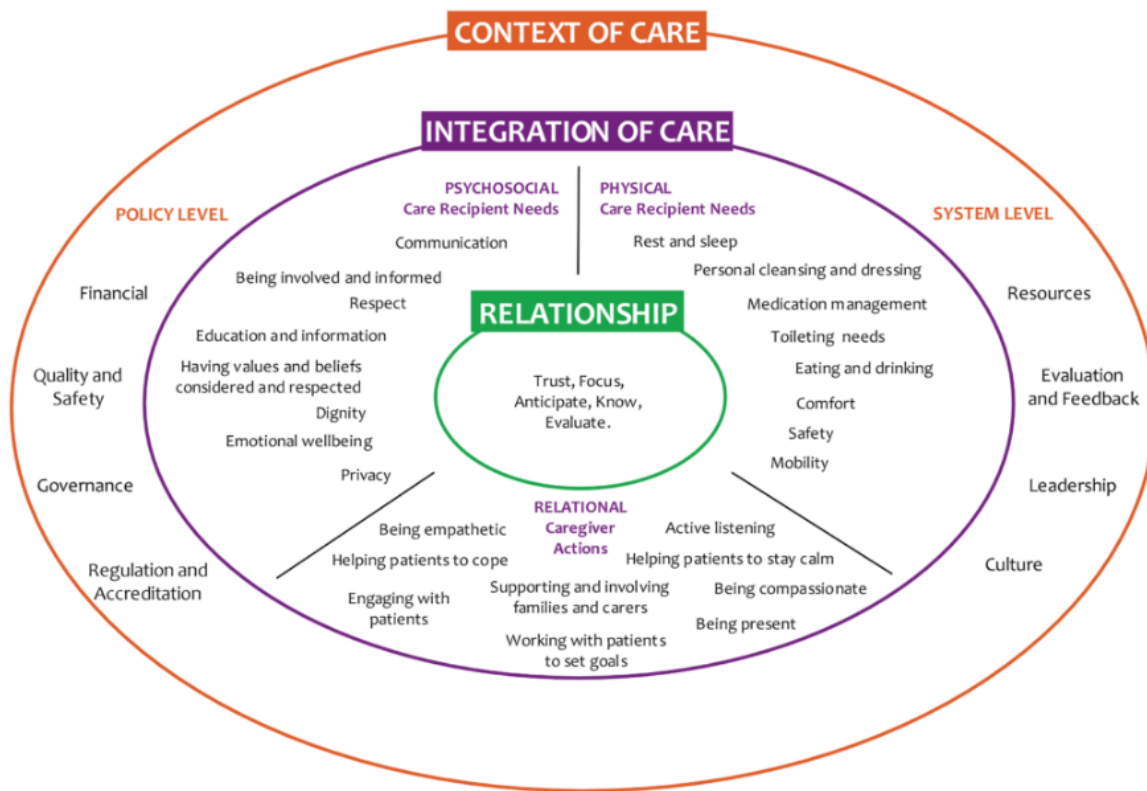 CONTEXT OF CARE
INTEGRATION OF CARE
PSYCHOSOCIAL
Care Recipient Needs
Communication
Being involved and informed
Respect
Education and information
Having values and beliefs
considered and respected
Dignity
Emotional wellbeing
Privacy
PHYSICAL
Care Recipient Needs
Rest and sleep
Personal cleansing and dressing
Medication management
Toileting needs
Eating and drinking
Comfort
Safety
Mobility
RELATIONSHIP
Trust, Focus,
Anticipate, Know,
Evaluate.
RELATIONAL
Caregiver
Actions
Being empathetic
Helping patients to cope
Engaging with
patients
Supporting and involving
families and carers
Working with patients
to set goals
Active listening
Helping patients to stay calm
Being compassionate
Being present
POLICY LEVEL
Financial
Quality and
Safety
Governance
Regulation and
Accreditation
SYSTEM LEVEL
Resources
Evaluation
and Feedback
Leadership
Culture